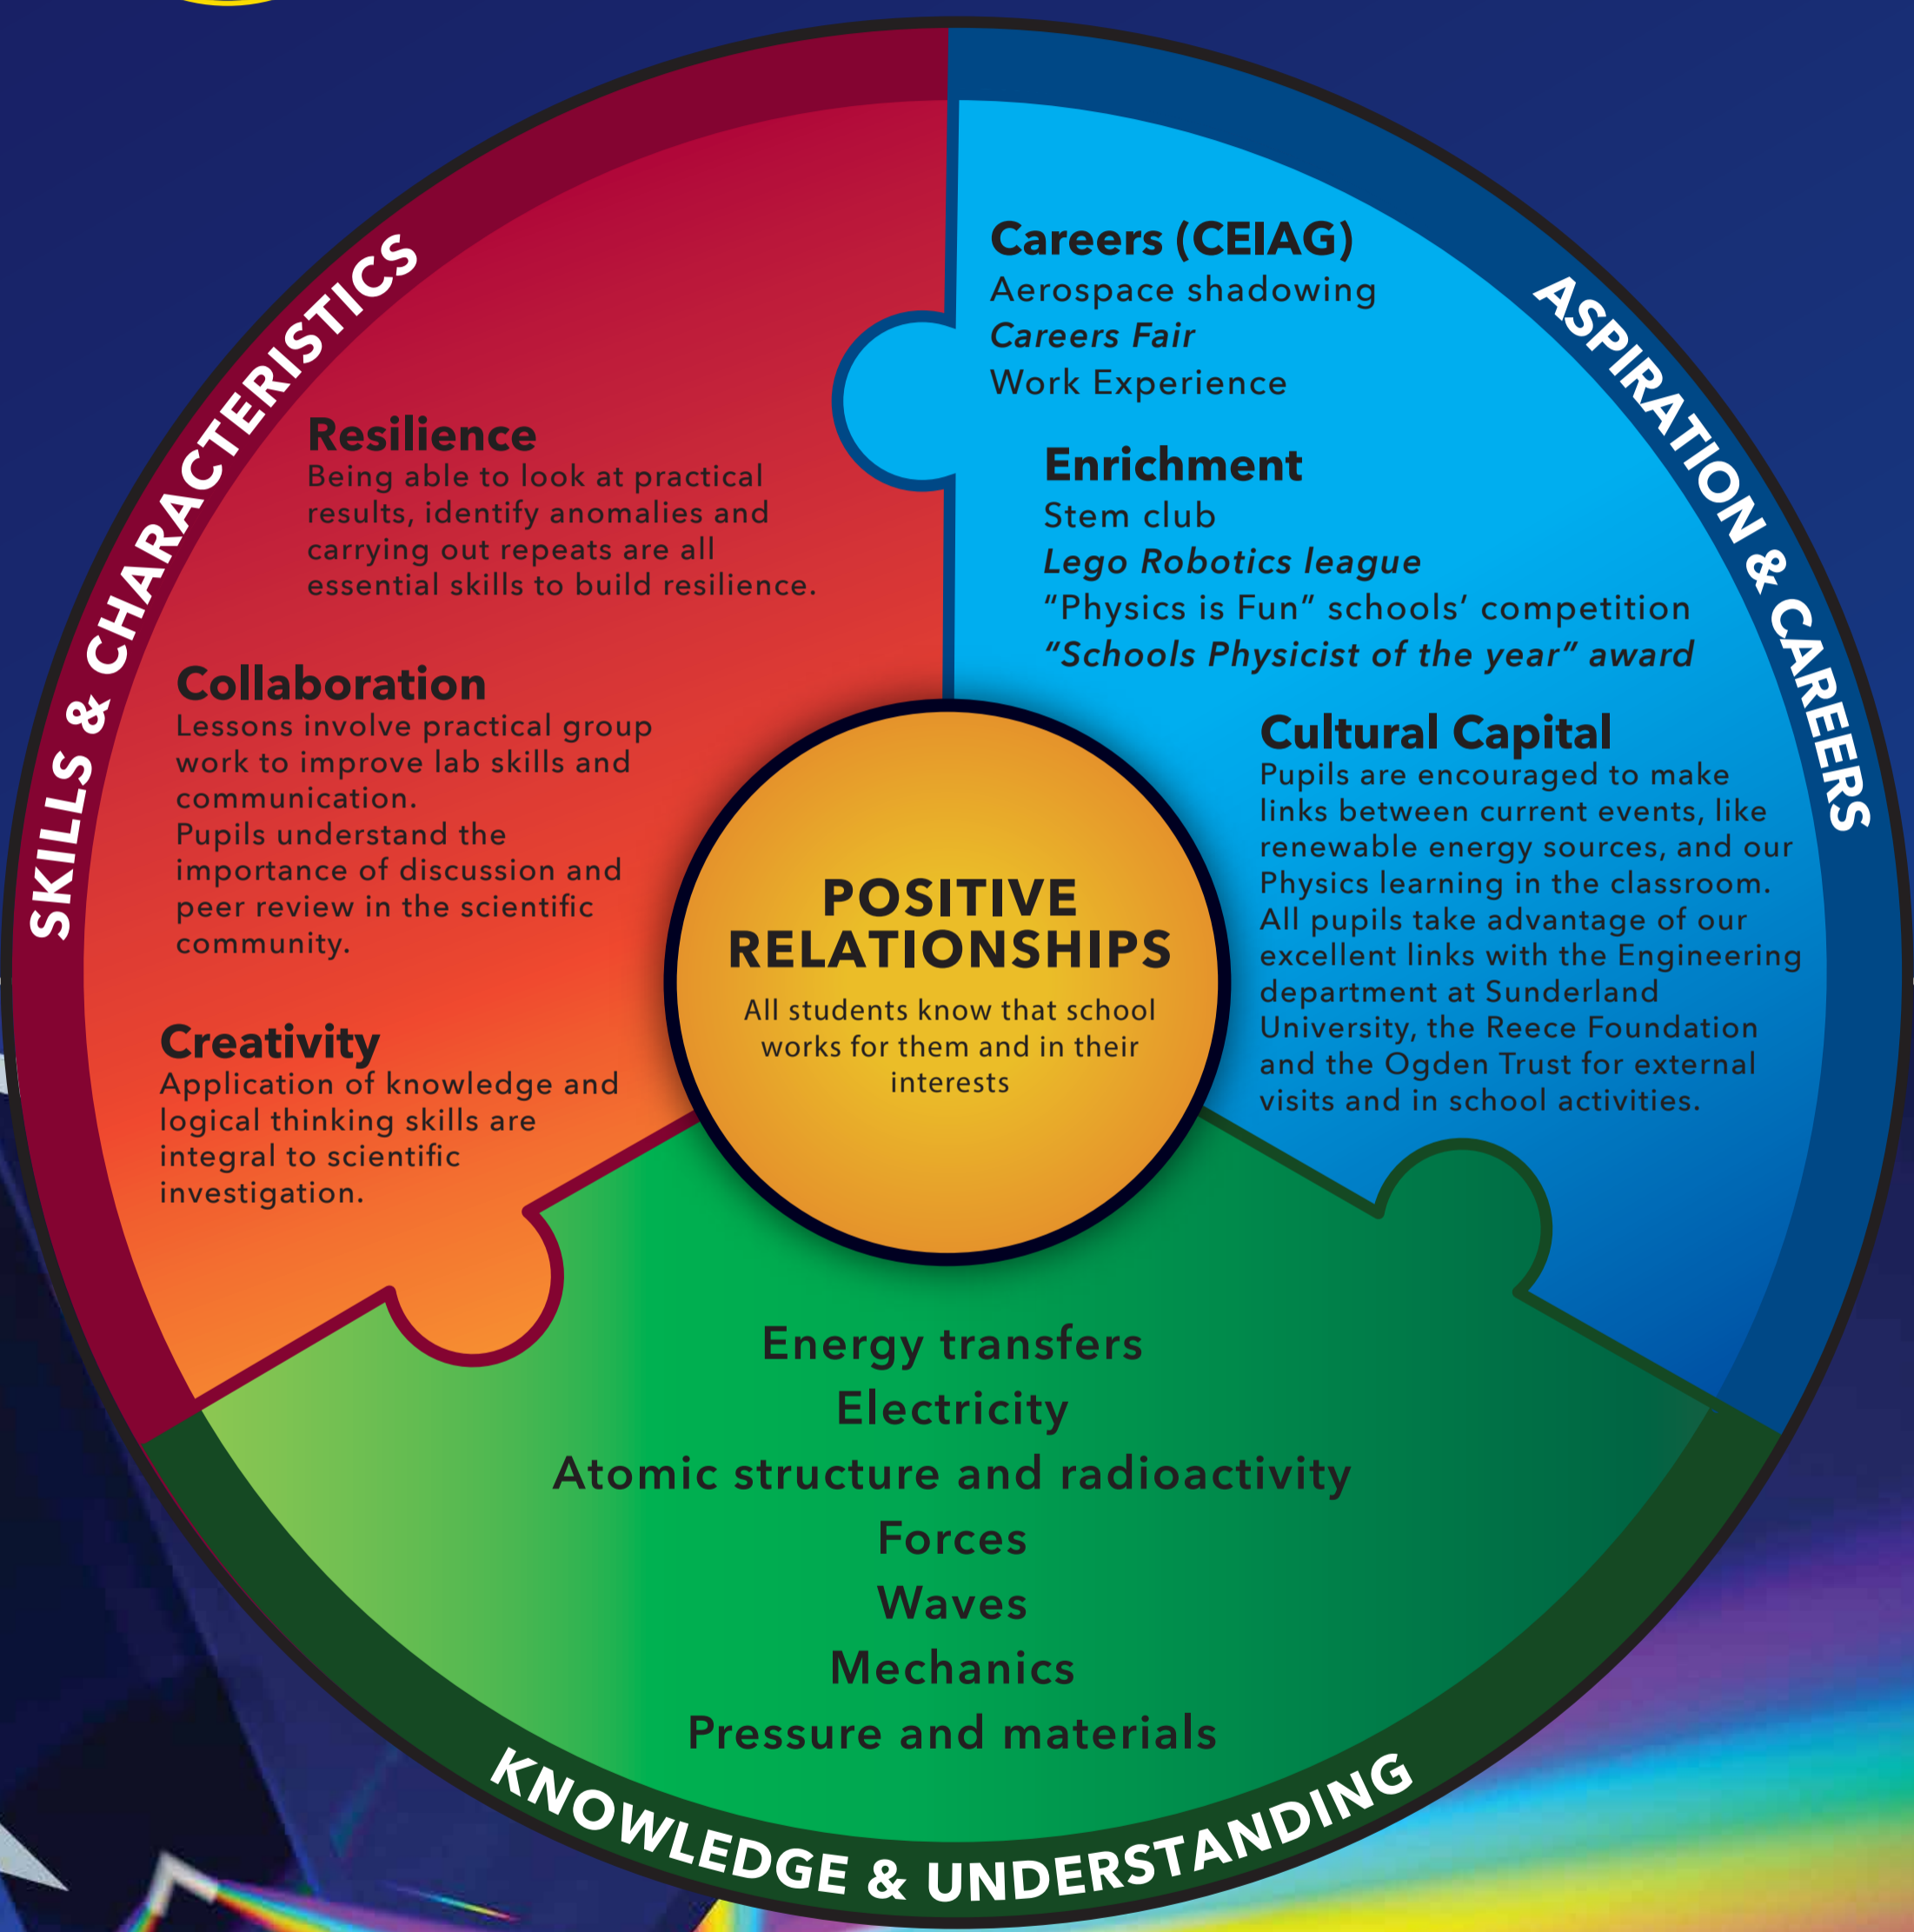 SKILLS & CHARACTERISTICS
Resilience
Being able to look at practical
results, identify anomalies and
carrying out repeats are all
essential skills to build resilience.
Collaboration
Lessons involve practical group
work to improve lab skills and
communication.
Pupils understand the
importance of discussion and
peer review in the scientific
community.
Creativity
Application of knowledge and
logical thinking skills are
integral to scientific
investigation.
ASPIRATION & CAREERS
Careers (CEIAG)
Aerospace shadowing
Careers Fair
Work Experience
Enrichment
Stem club
Lego Robotics league
“Physics is Fun” schools’ competition
“Schools Physicist of the year” award
Cultural Capital
Pupils are encouraged to make
links between current events, like
renewable energy sources, and our
Physics learning in the classroom.
All pupils take advantage of our
excellent links with the Engineering
department at Sunderland
University, the Reece Foundation
and the Ogden Trust for external
visits and in school activities.
POSITIVE
RELATIONSHIPS
All students know that school
works for them and in their
interests
Energy transfers
Electricity
Atomic structure and radioactivity
Forces
Waves
Mechanics
Pressure and materials
KNOWLEDGE & UNDERSTANDING